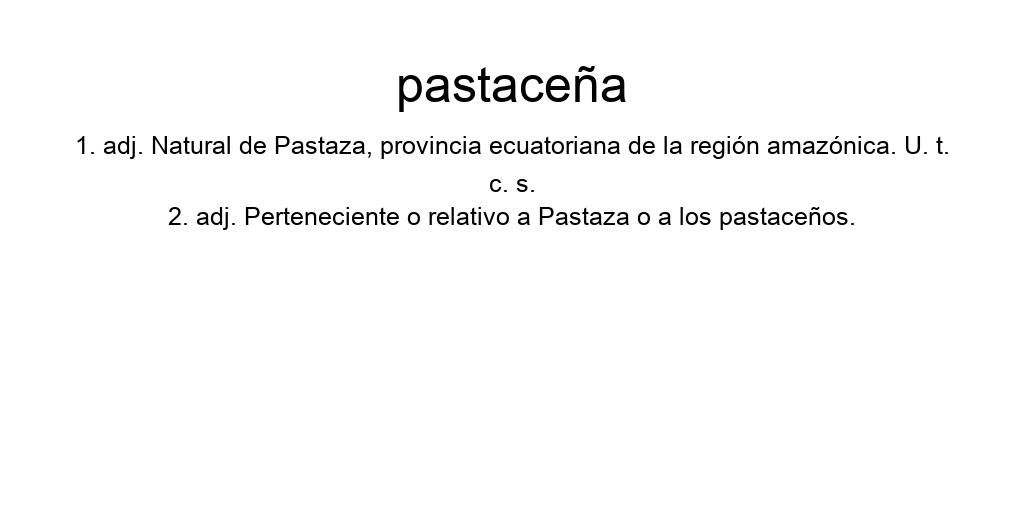 pastaceña
1. adj. Natural de Pastaza, provincia ecuatoriana de la región amazónica. U. t.
c. s.
2. adj. Perteneciente o relativo a Pastaza o a los pastaceños.